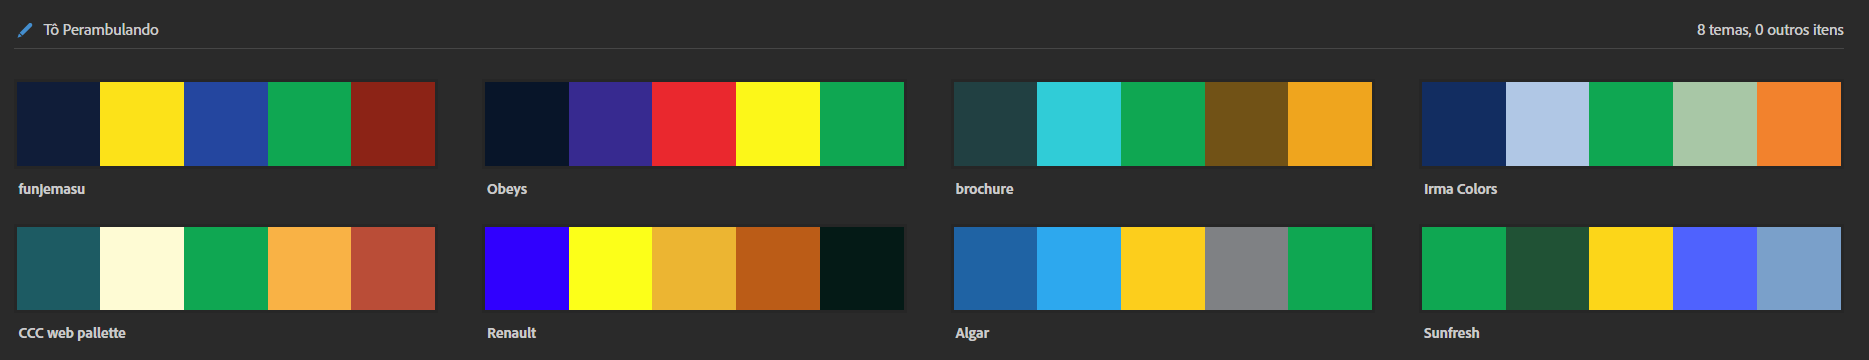 Tô Perambulando
8 temas, 0 outros itens
funjemasu
Obeys
brochure
Irma Colors
CCC web pallette
Renault
Algar
Sunfresh